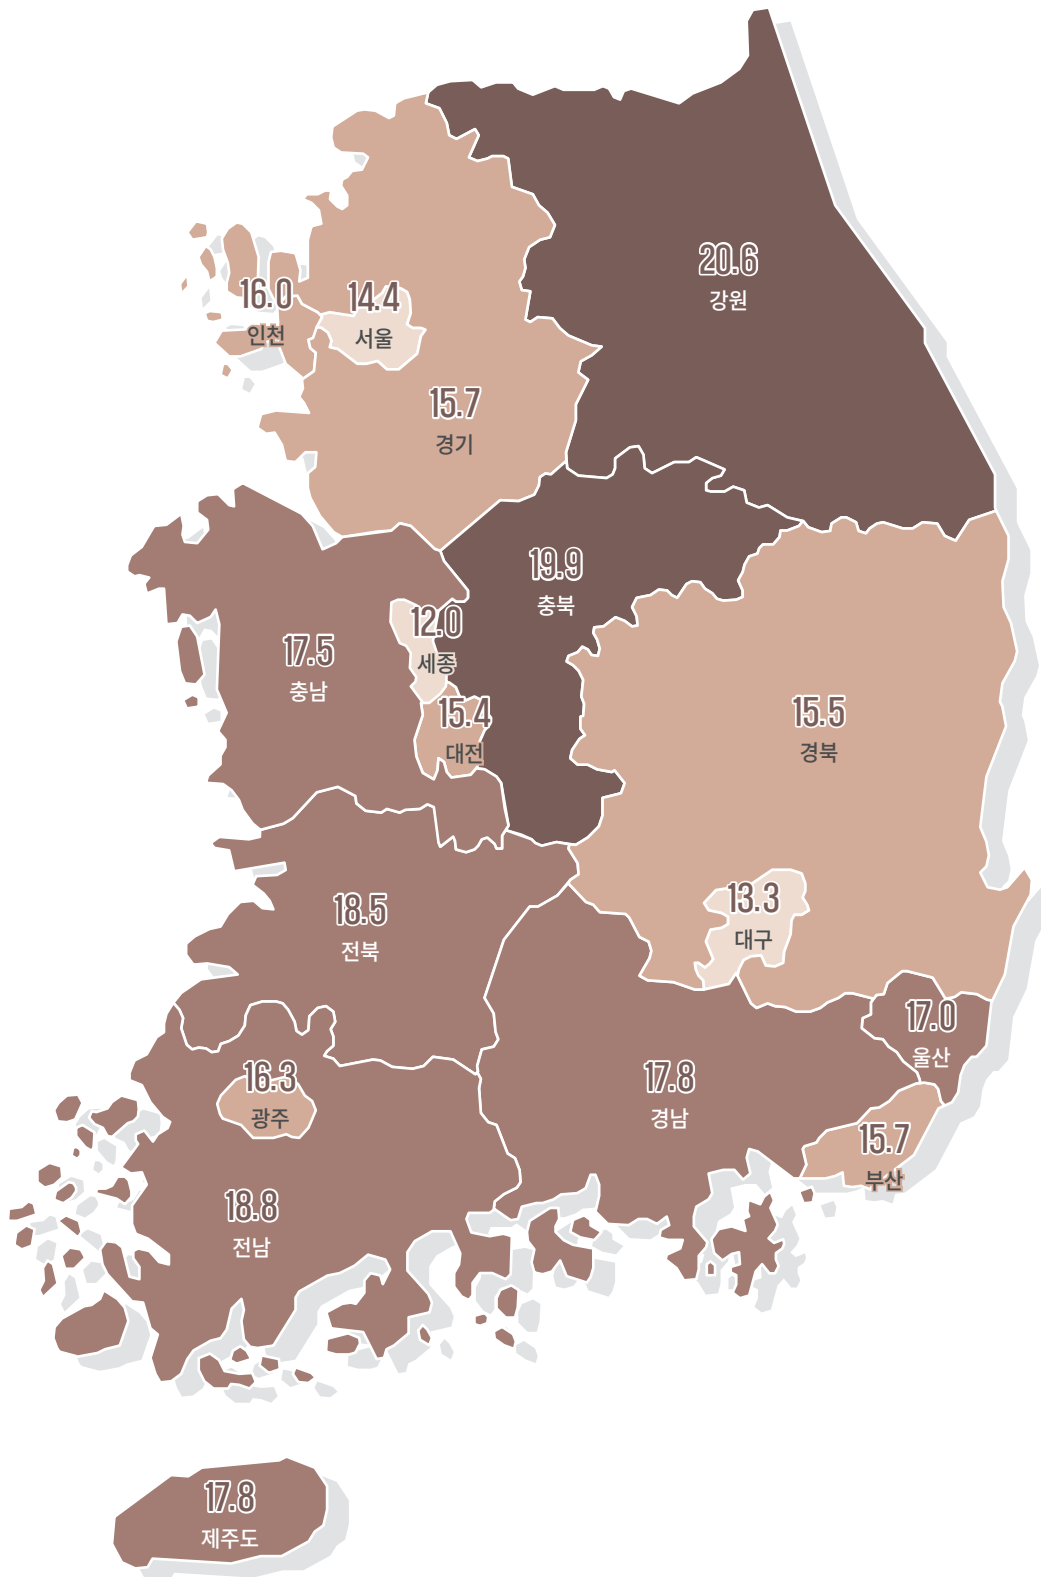 20.6
강원
16.0
인천
14.4
서울
15.7
경기
19.9
충북
12.0
세종
17.5
충남
15.4
대전
15.5
경북
13.3
대구
18.5
전북
17.0
울산
16.3
광주
17.8
경남
15.7
부산
18.8
전남
17.8
제주도